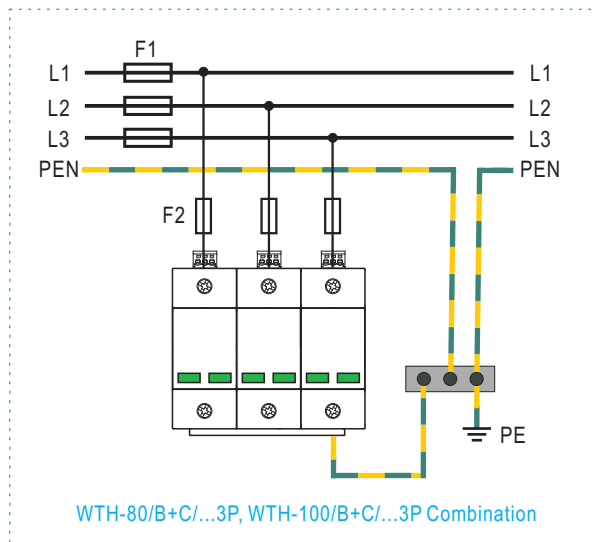 F1
L1 L1
L2 L2
L3 L3
PEN PEN
F2
PE
WTH-80/B+C/...3P, WTH-100/B+C/...3P Combination